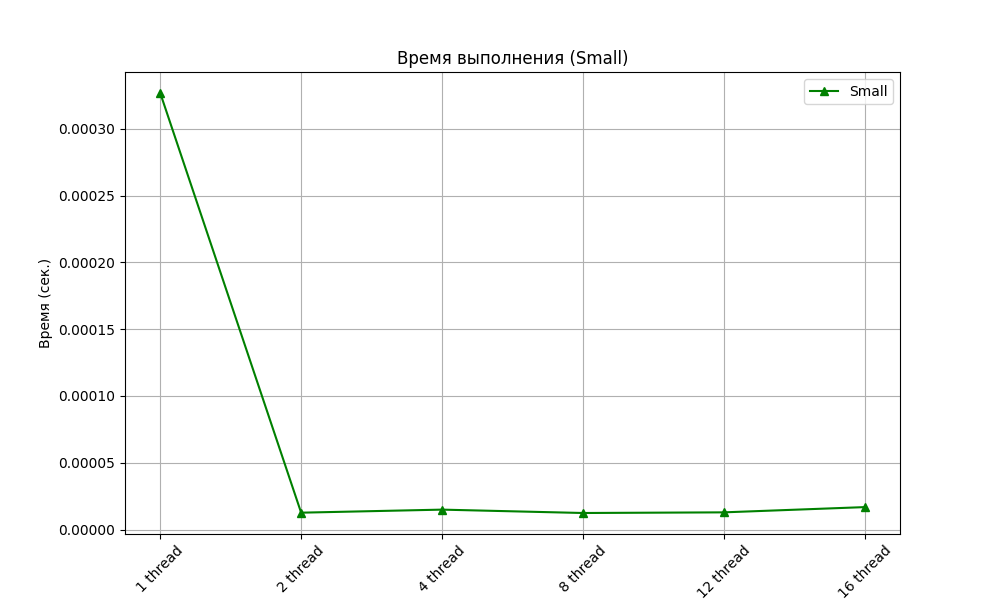 Время выполнения (Small)
Small
Время (сек.)
0.00030
0.00025
0.00020
0.00015
0.00010
0.00005
0.00000
1 thread
2 thread
4 thread
8 thread
12 thread
16 thread